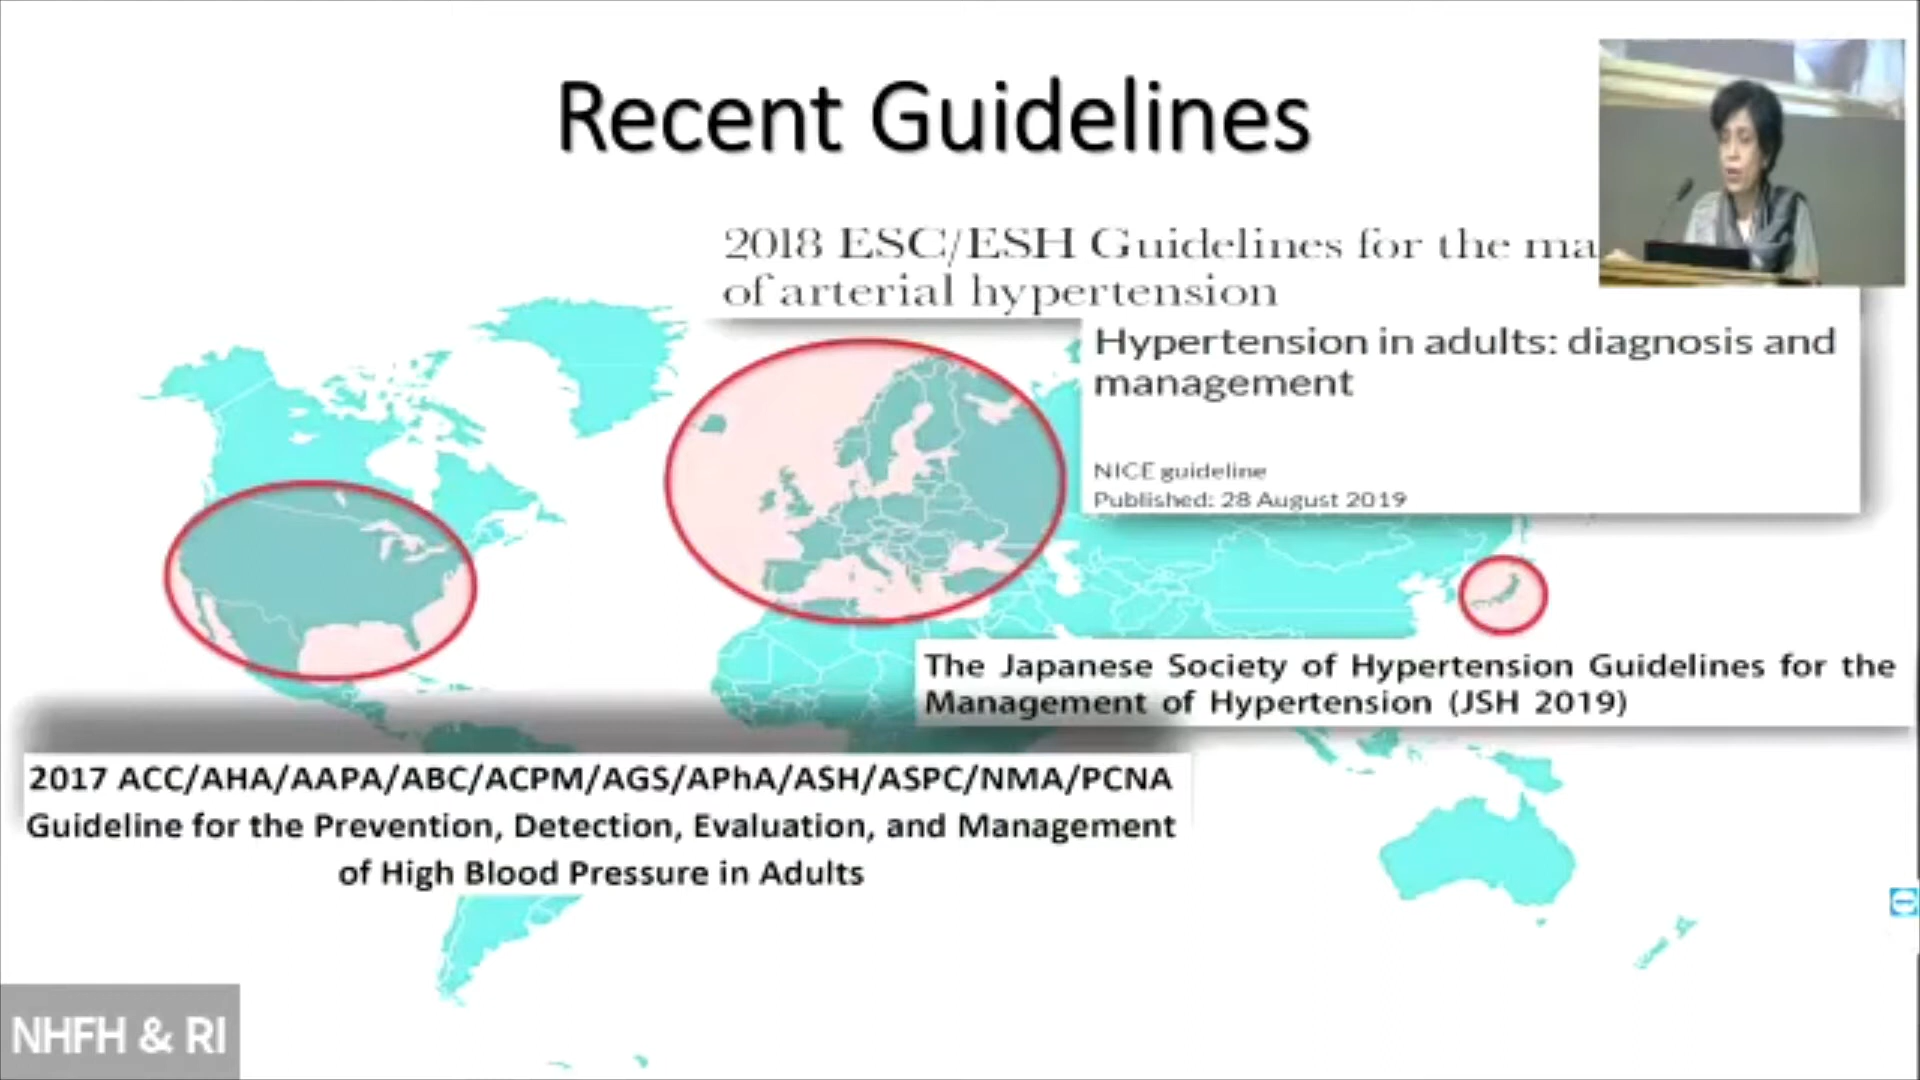 Recent Guidelines
2018 ESC/ESH Guidelines for the ma
of arterial hypertension
Hypertension in adults: diagnosis and
management
NICE guideline
Published: 28 August 2019
The Japanese Society of Hypertension Guidelines for the
Management of Hypertension (JSH 2019)
2017 ACC/AHA/AAPA/ABC/ACPM/AGS/APhA/ASH/ASPC/NMA/PCNA
Guideline for the Prevention, Detection, Evaluation, and Management
of High Blood Pressure in Adults
NHFH & RI